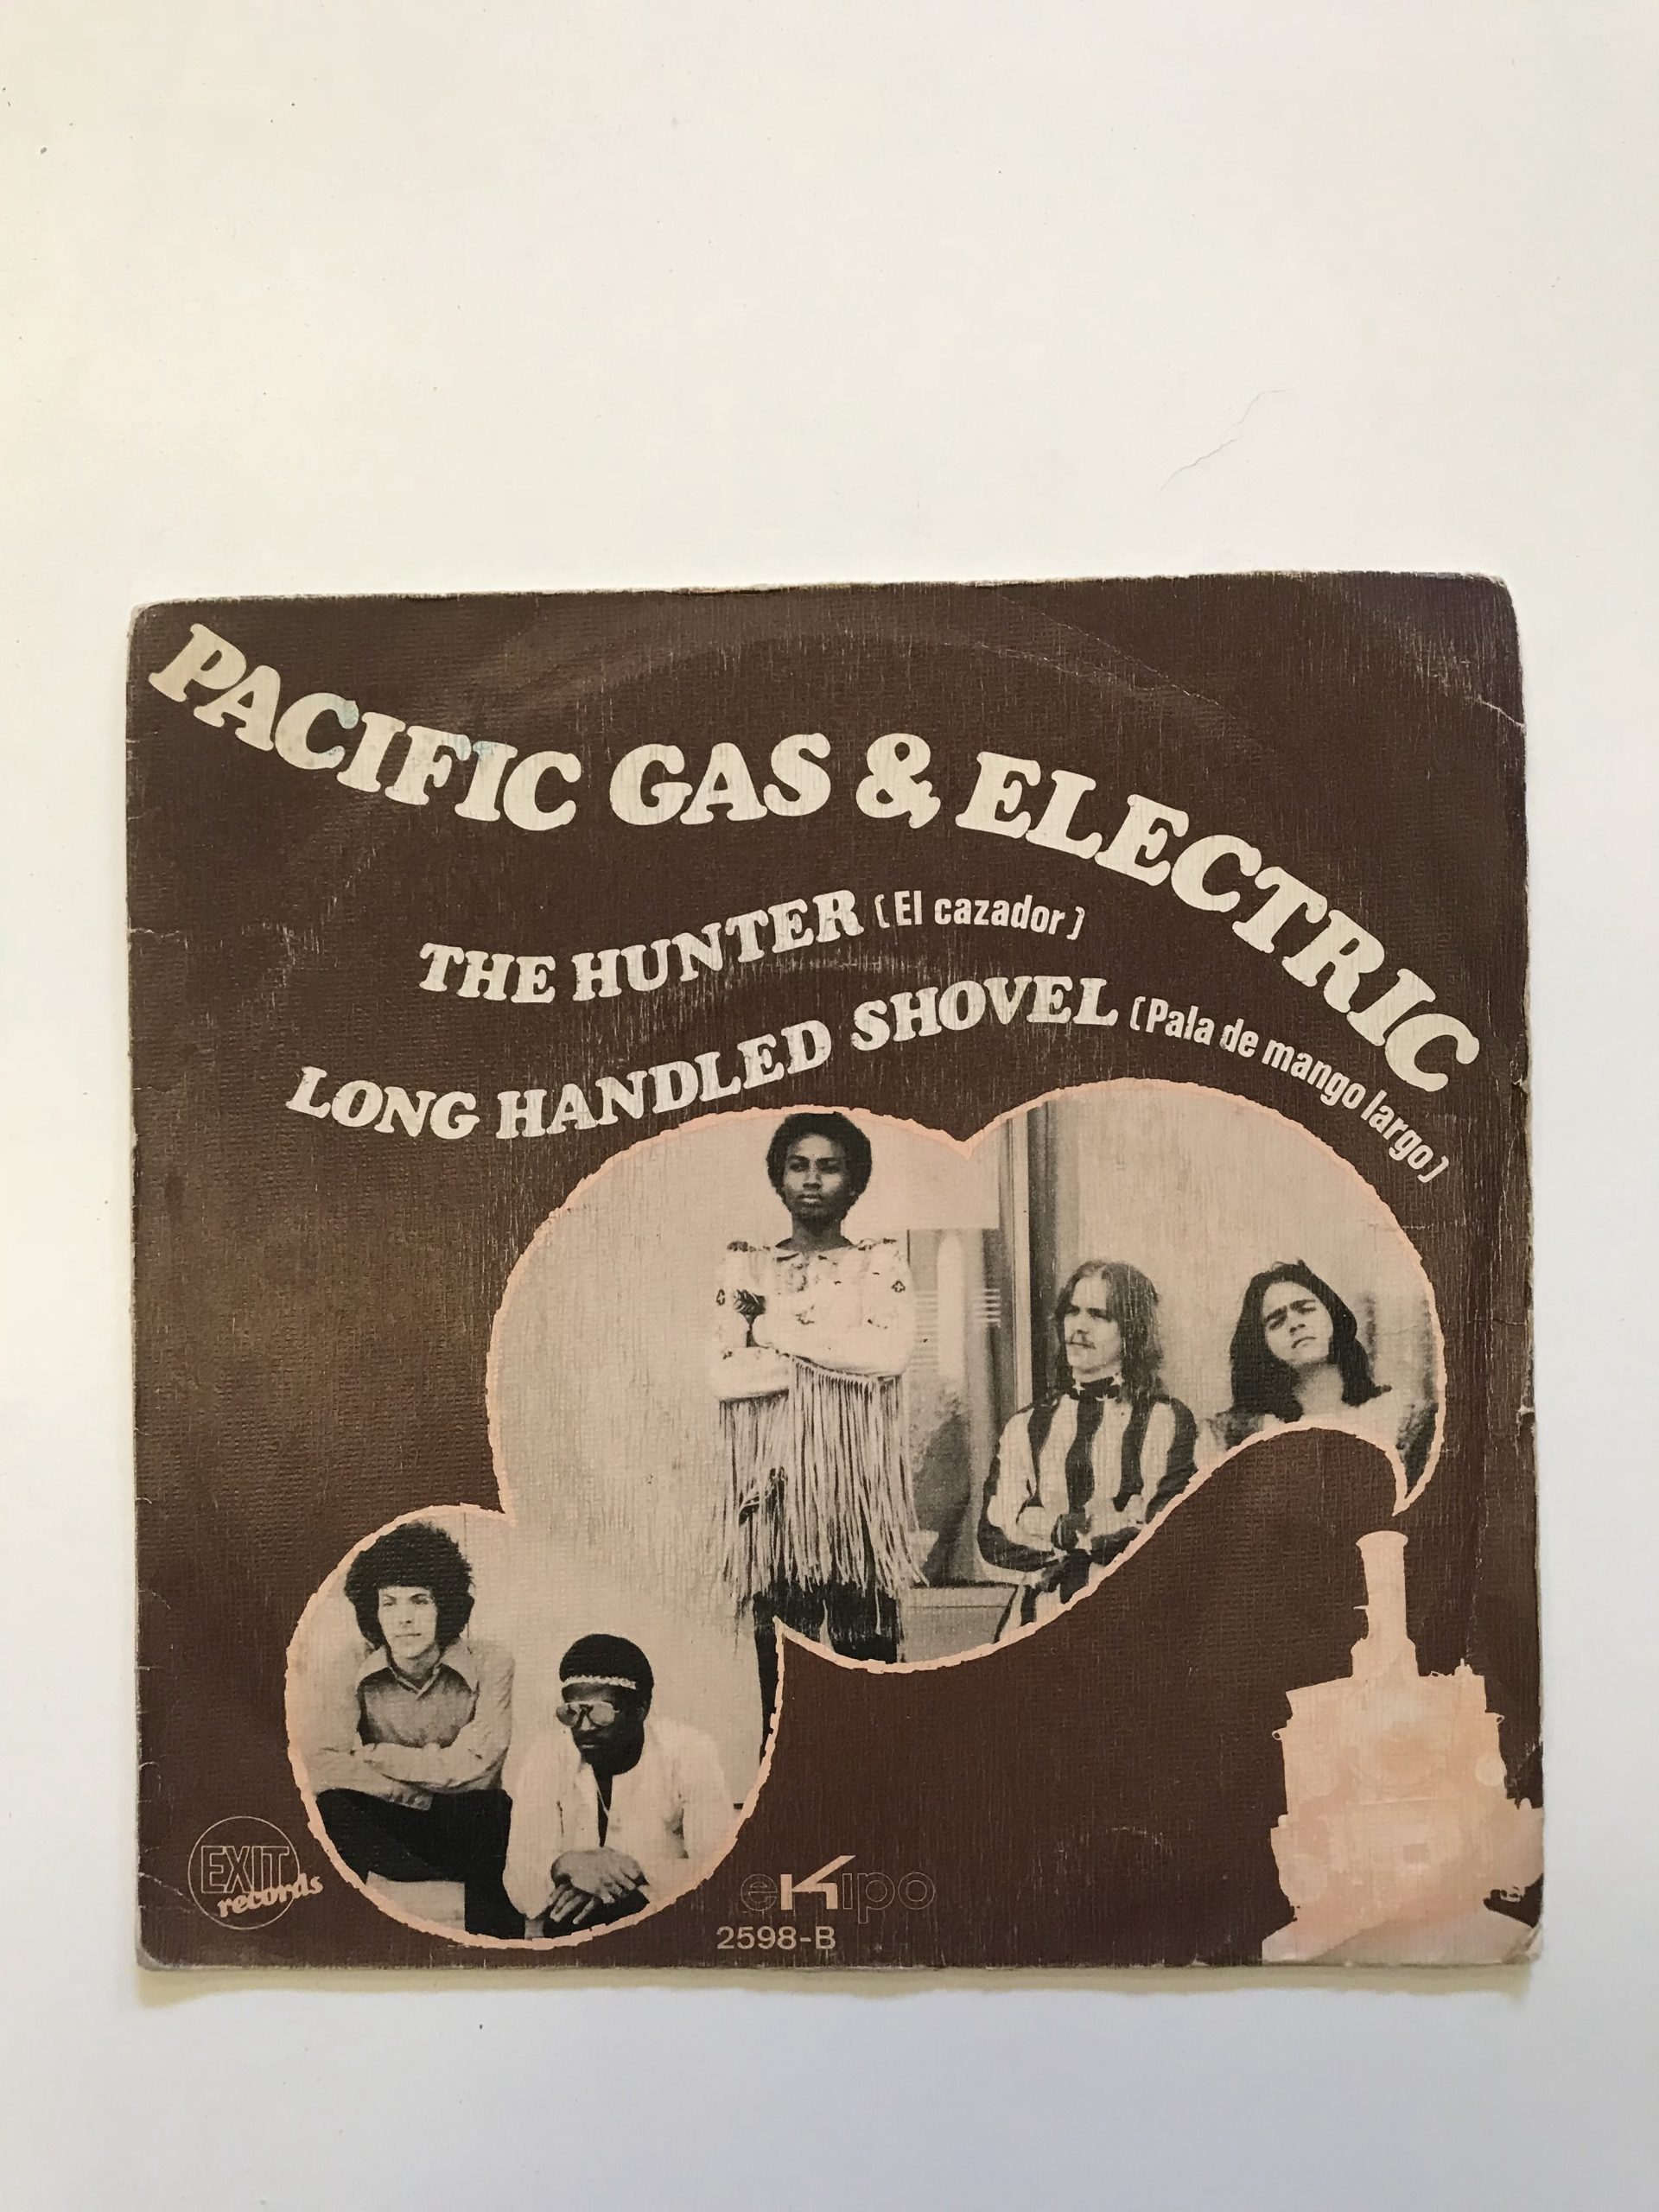 PACIFIC GAS & ELECTRIC
THE HUNTER (El cazador)
LONG HANDLED SHOVEL (Pala de mango largo)
EXIT
records
eKipo
2598-B